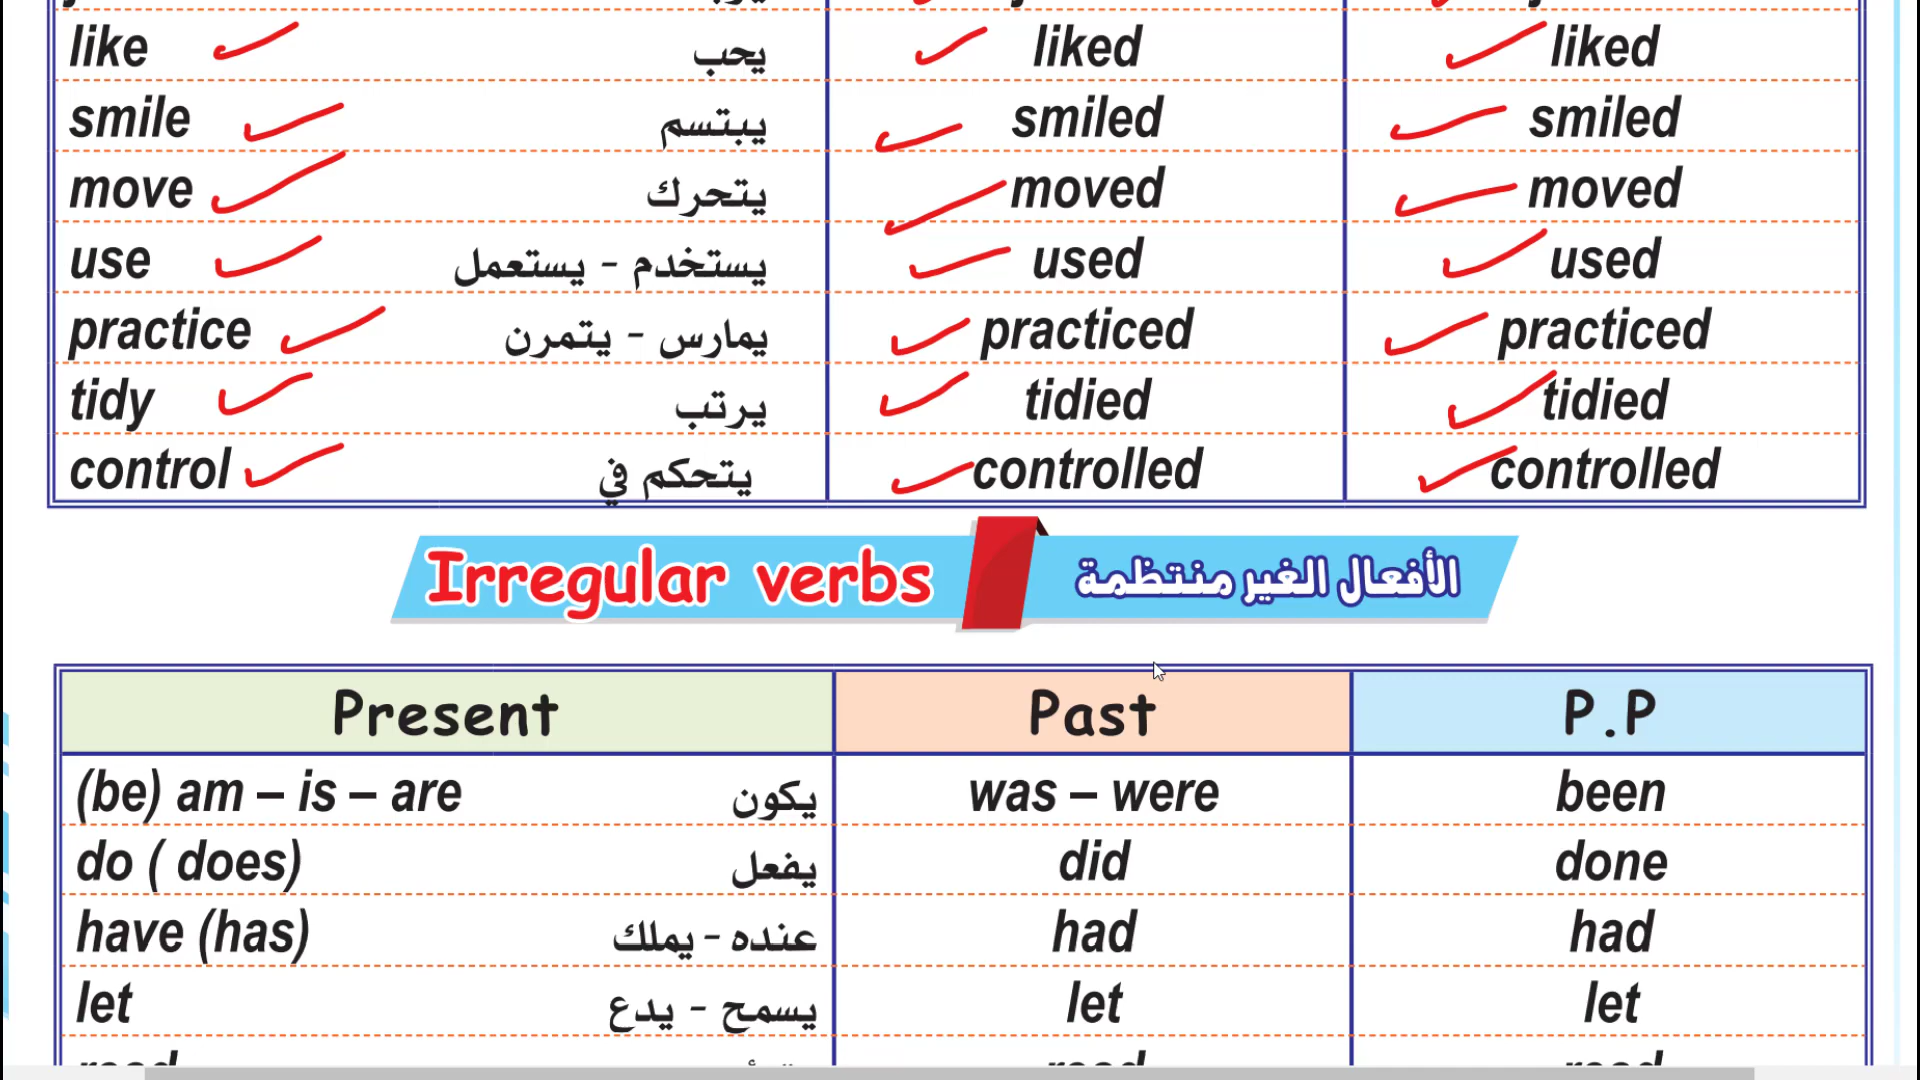 like يحب liked liked
smile يبتسم smiled smiled
move يتحرك moved moved
use يستخدم - يستعمل used used
practice يمارس - يتمرن practiced practiced
tidy يرتب tidied tidied
control يتحكم في controlled controlled
Irregular verbs الأفعال الغير منتظمة
Present Past P.P
(be) am – is – are يكون was – were been
do ( does) يفعل did done
have (has) عنده - يملك had had
let يسمح - يدع let let